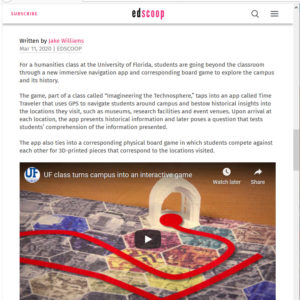 SUBSCRIBE
edscoop
Written by Jake Williams
Mar 11, 2020 | EDSCOOP
For a humanities class at the University of Florida, students are going beyond the classroom
through a new immersive navigation app and corresponding board game to explore the campus
and its history.
The game, part of a class called “Imagineering the Technosphere,” taps into an app called Time
Traveler that uses GPS to navigate students around campus and bestow historical insights into
the locations they visit, such as museums, research facilities and event venues. Upon arrival at
each location, the app presents historical information and later poses a question that tests
students’ comprehension of the information presented.
The app also ties into a corresponding physical board game in which students compete against
each other for 3D-printed pieces that correspond to the locations visited.
UF
UF class turns campus into an interactive game
Watch later
Share